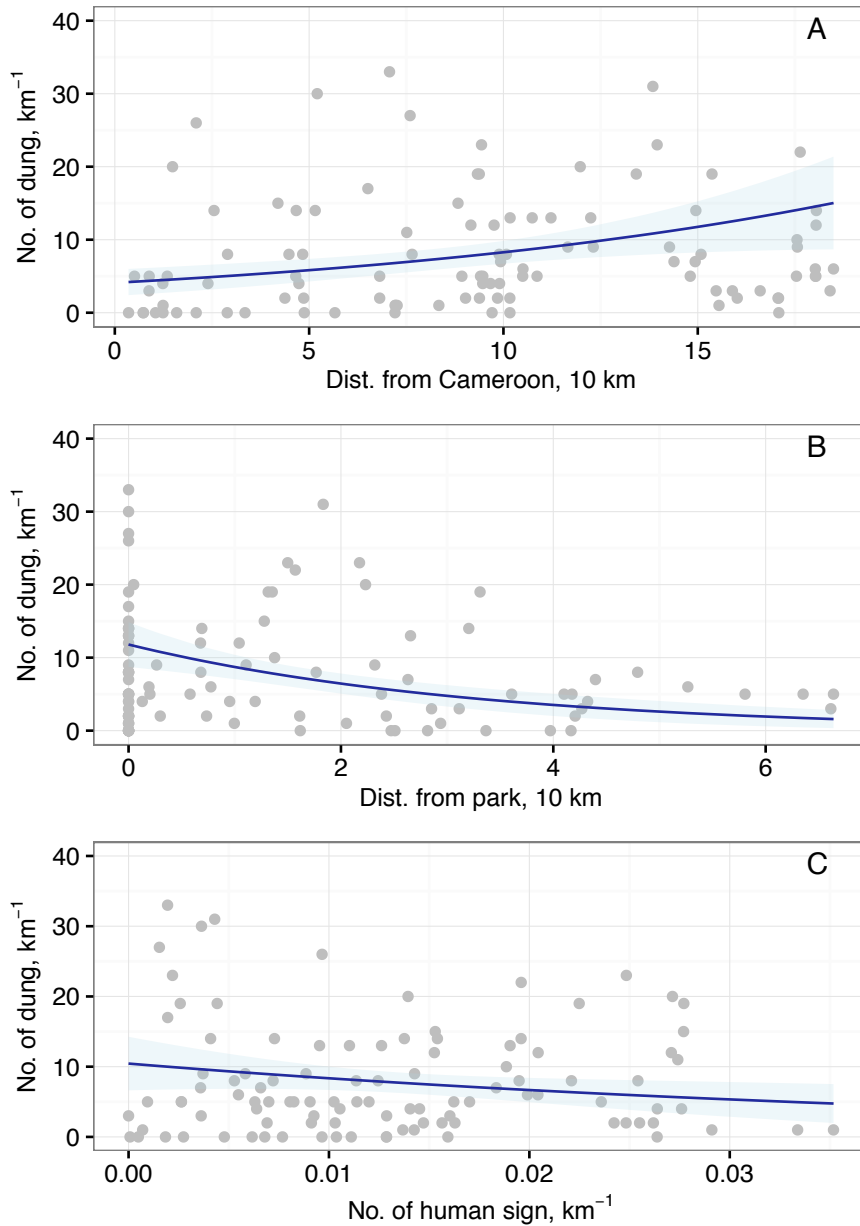 A
40
30
20
10
0
No. of dung, km⁻¹
0 5 10 15
Dist. from Cameroon, 10 km
B
40
30
20
10
0
No. of dung, km⁻¹
0 2 4 6
Dist. from park, 10 km
C
40
30
20
10
0
No. of dung, km⁻¹
0.00 0.01 0.02 0.03
No. of human sign, km⁻¹